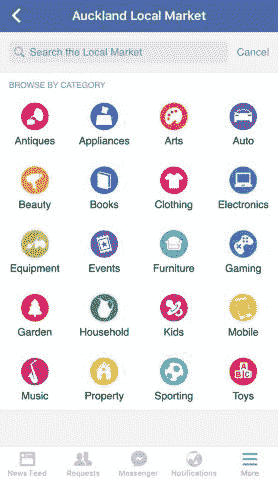 Auckland Local Market
Search the Local Market
Cancel
BROWSE BY CATEGORY
Antiques Appliances Arts Auto
Beauty Books Clothing Electronics
Equipment Events Furniture Gaming
Garden Household Kids Mobile
A
B C
Music Property Sporting Toys
News Feed Requests Messenger Notifications More